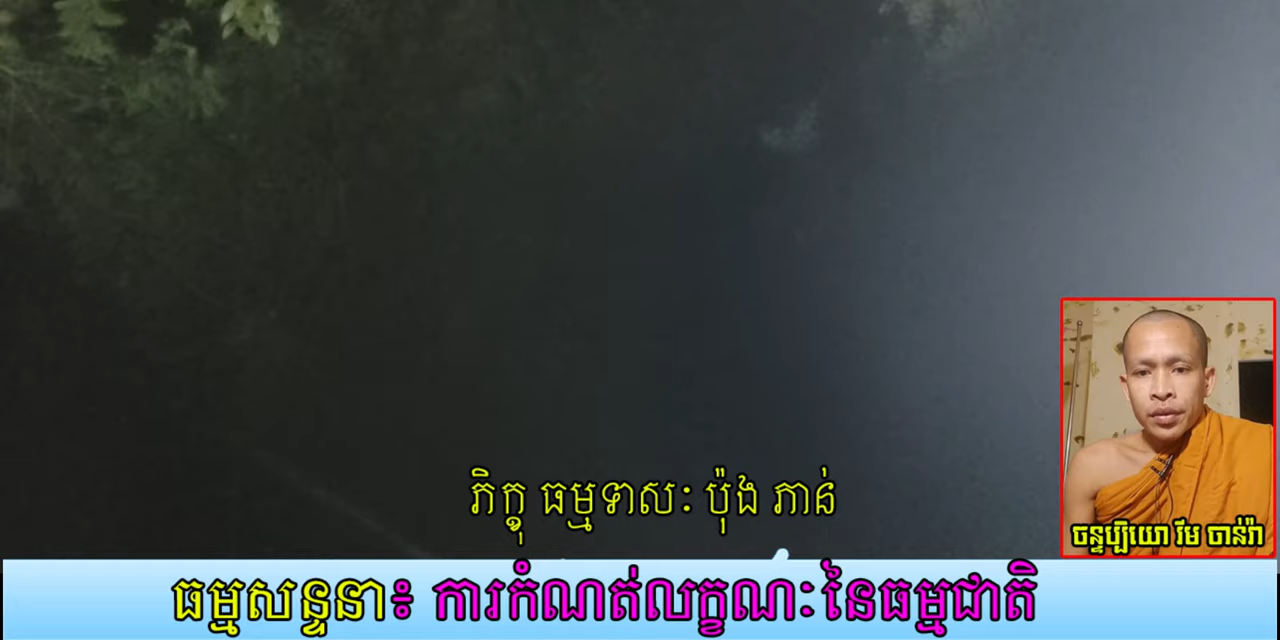 ភិក្ខុ ធម្មទាសៈ ប៉ុង ភាន់
ចន្ទប្បិយោ រឹម ចាន់រ៉ា
ធម្មសន្ទនា៖ ការកំណត់លក្ខណៈនៃធម្មជាតិ